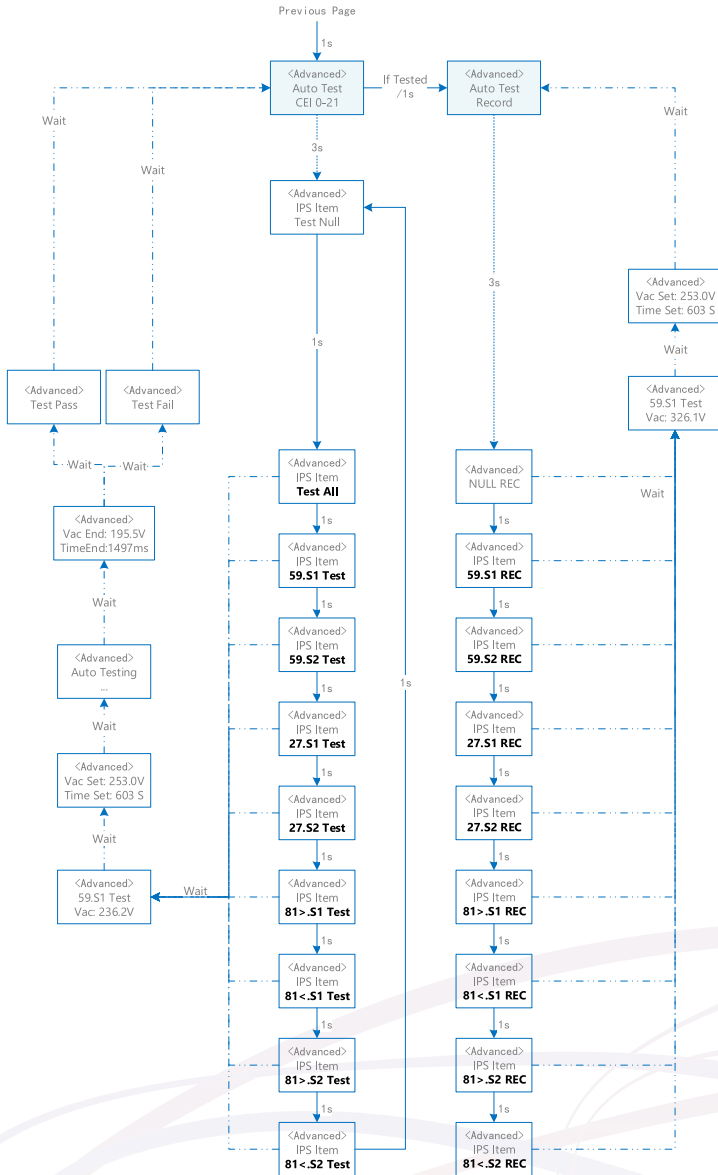 Previous Page
1s
<Advanced>
Auto Test
CEI 0-21
If Tested
/1s
<Advanced>
Auto Test
Record
Wait
Wait
Wait
3s
<Advanced>
IPS Item
Test Null
3s
<Advanced>
Vac Set: 253.0V
Time Set: 603 S
1s
Wait
<Advanced>
Test Pass
<Advanced>
Test Fail
<Advanced>
59.S1 Test
Vac: 326.1V
Wait
Wait
<Advanced>
IPS Item
Test All
<Advanced>
NULL REC
Wait
<Advanced>
Vac End: 195.5V
TimeEnd:1497ms
1s
1s
<Advanced>
IPS Item
59.S1 Test
<Advanced>
IPS Item
59.S1 REC
Wait
1s
1s
<Advanced>
Auto Testing
...
<Advanced>
IPS Item
59.S2 Test
<Advanced>
IPS Item
59.S2 REC
1s
1s
1s
Wait
<Advanced>
IPS Item
27.S1 Test
<Advanced>
IPS Item
27.S1 REC
<Advanced>
Vac Set: 253.0V
Time Set: 603 S
1s
1s
<Advanced>
IPS Item
27.S2 Test
<Advanced>
IPS Item
27.S2 REC
Wait
1s
1s
<Advanced>
59.S1 Test
Vac: 236.2V
Wait
<Advanced>
IPS Item
81>.S1 Test
<Advanced>
IPS Item
81>.S1 REC
1s
1s
<Advanced>
IPS Item
81<.S1 Test
<Advanced>
IPS Item
81<.S1 REC
1s
1s
<Advanced>
IPS Item
81>.S2 Test
<Advanced>
IPS Item
81>.S2 REC
1s
1s
<Advanced>
IPS Item
81<.S2 Test
<Advanced>
IPS Item
81<.S2 REC